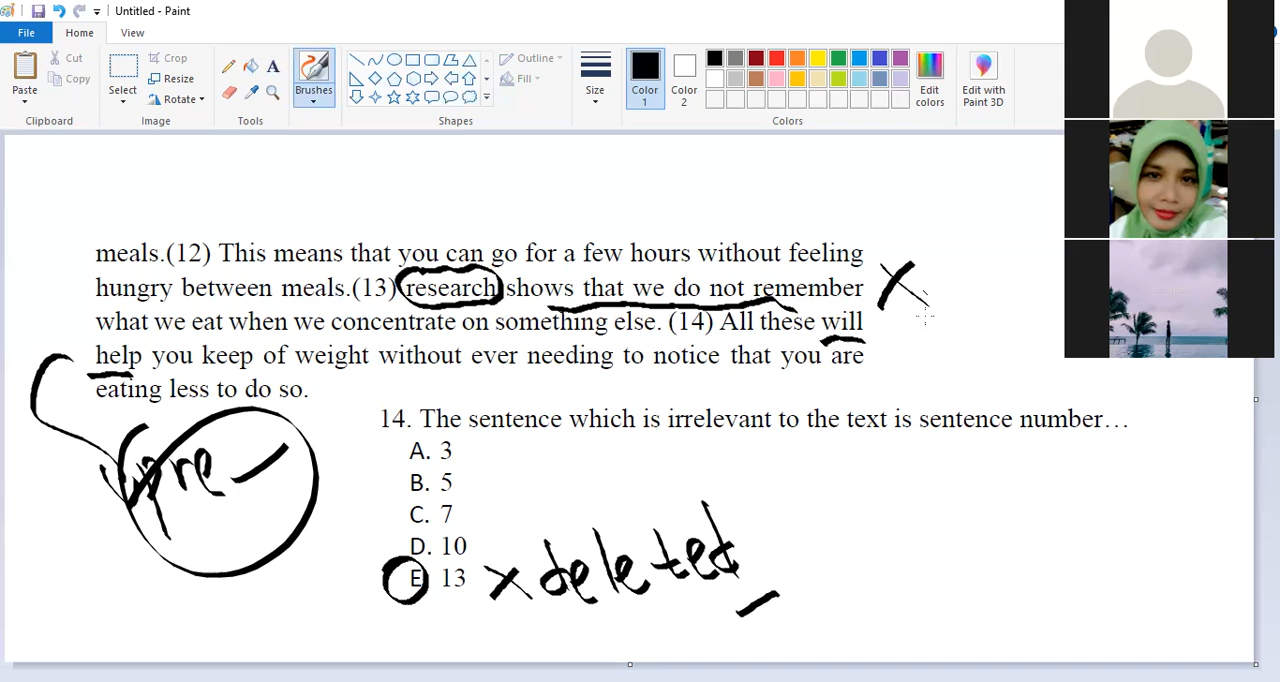 Untitled - Paint
File Home View
Paste Cut Copy
Clipboard
Select Crop Resize Rotate
Image
Tools
Brushes
Shapes
Outline Fill
Size
Color 1 Color 2
Edit colors
Colors
Edit with Paint 3D
meals.(12) This means that you can go for a few hours without feeling
hungry between meals.(13) research shows that we do not remember
what we eat when we concentrate on something else. (14) All these will
help you keep of weight without ever needing to notice that you are
eating less to do so.
14. The sentence which is irrelevant to the text is sentence number…
A. 3
B. 5
C. 7
D. 10
E. 13 x deleted